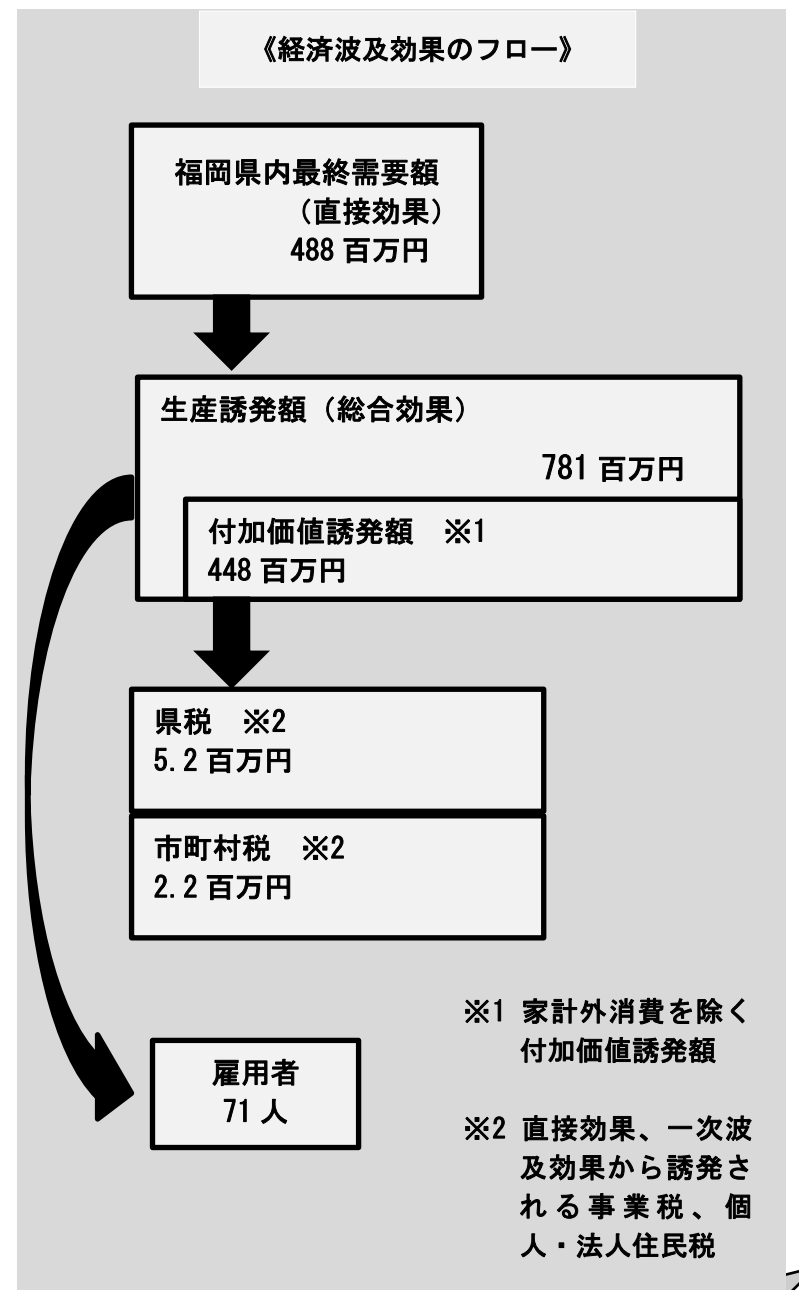 《経済波及効果のフロー》
福岡県内最終需要額
（直接効果）
488 百万円
生産誘発額（総合効果）
781 百万円
付加価値誘発額　※1
448 百万円
県税　※2
5.2 百万円
市町村税　※2
2.2 百万円
雇用者
71 人
※1 家計外消費を除く
付加価値誘発額
※2 直接効果、一次波
及効果から誘発さ
れる事業税、個
人・法人住民税